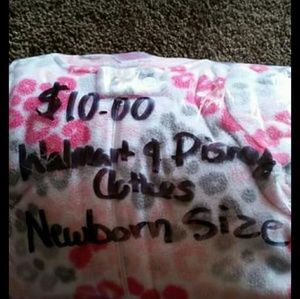 $10.00
Walmart & Disney
Clothes
Newborn Size